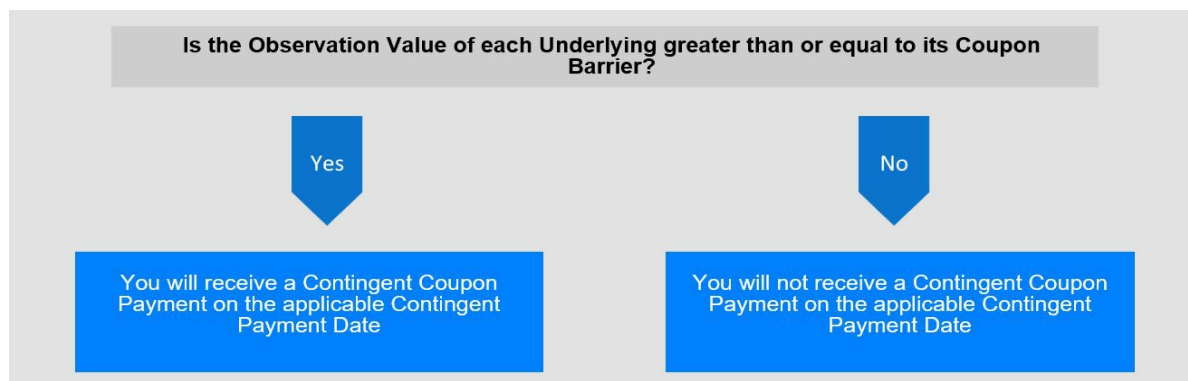 Is the Observation Value of each Underlying greater than or equal to its Coupon
Barrier?
Yes
No
You will receive a Contingent Coupon
Payment on the applicable Contingent
Payment Date
You will not receive a Contingent Coupon
Payment on the applicable Contingent
Payment Date